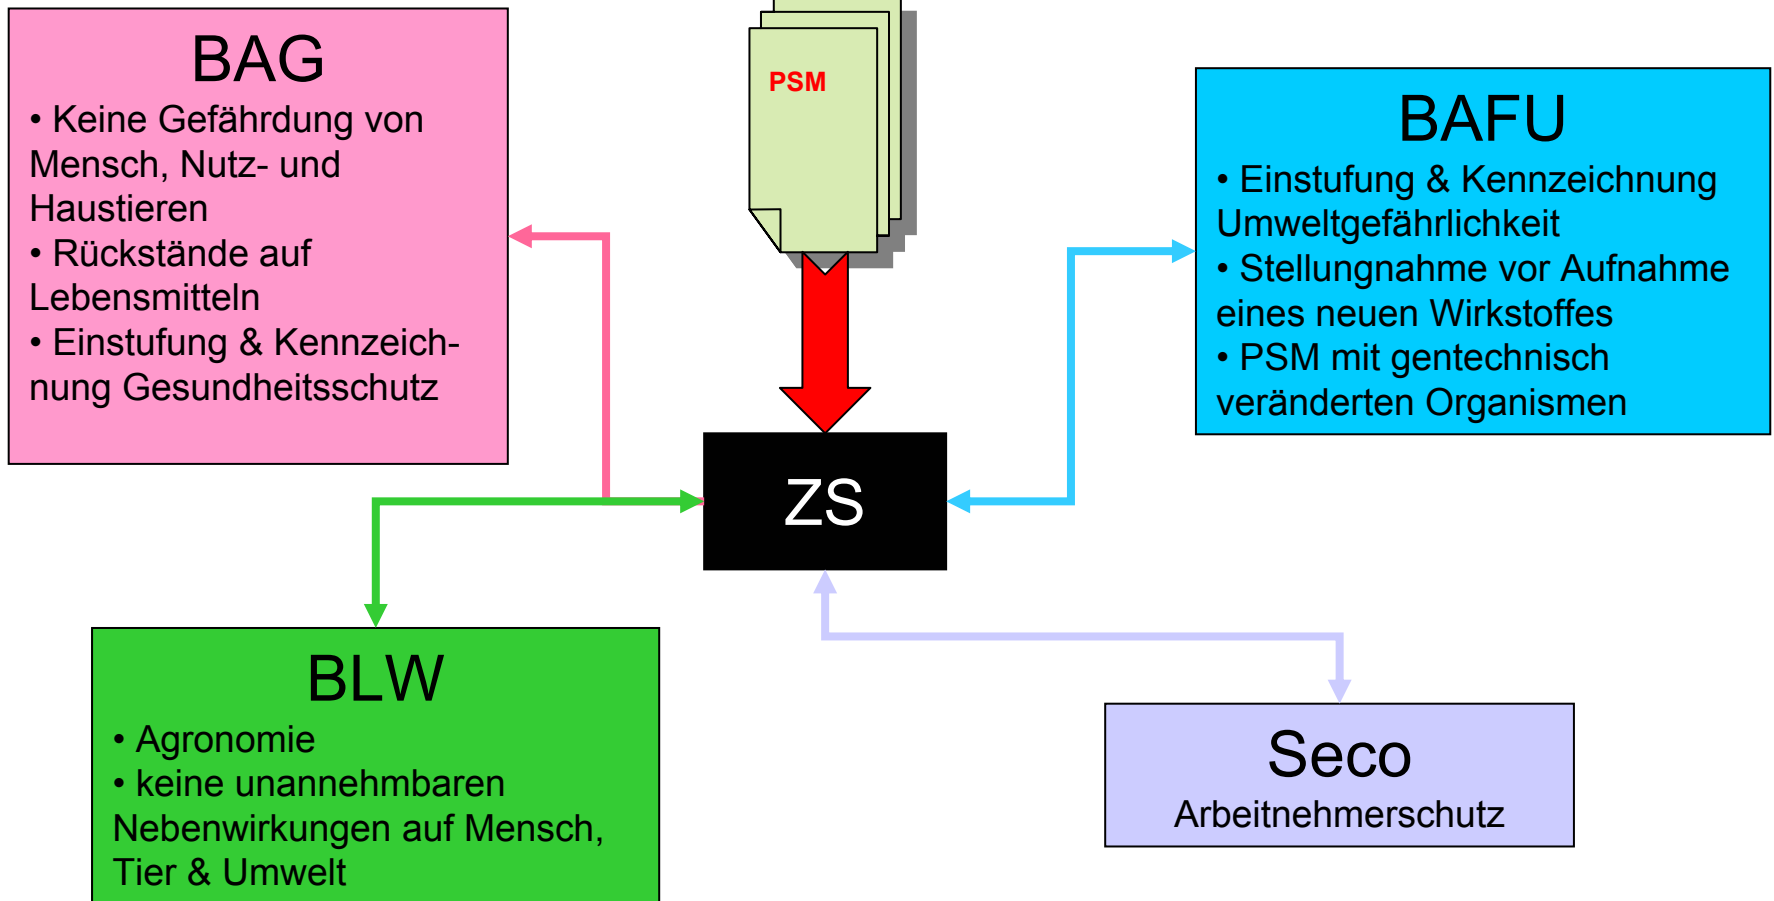 BAG
• Keine Gefährdung von
Mensch, Nutz- und
Haustieren
• Rückstände auf
Lebensmitteln
• Einstufung & Kennzeich-
nung Gesundheitsschutz
PSM
BAFU
• Einstufung & Kennzeichnung
Umweltgefährlichkeit
• Stellungnahme vor Aufnahme
eines neuen Wirkstoffes
• PSM mit gentechnisch
veränderten Organismen
ZS
BLW
• Agronomie
• keine unannehmbaren
Nebenwirkungen auf Mensch,
Tier & Umwelt
Seco
Arbeitnehmerschutz